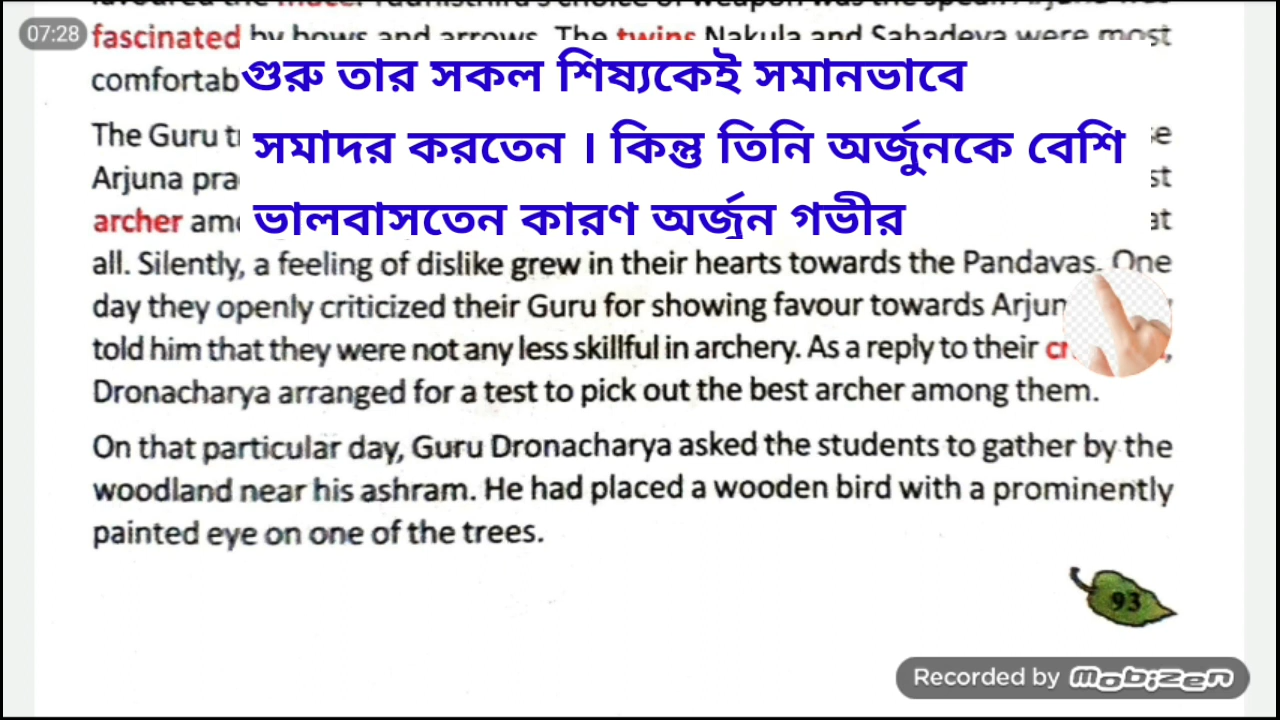 07:28
fascinated by bows and arrows. The twins Nakula and Sahadeva were most
গুরু তার সকল শিষ্যকেই সমানভাবে
The Guru
সমাদর করতেন । কিন্তু তিনি অর্জুনকে বেশি
Arjuna
archer
ভালবাসতেন কারণ অর্জুন গভীর
all. Silently, a feeling of dislike grew in their hearts towards the Pandavas. One
day they openly criticized their Guru for showing favour towards
told him that they were not any less skillful in archery. As a reply to their
Dronacharya arranged for a test to pick out the best archer among them.
On that particular day, Guru Dronacharya asked the students to gather by the
woodland near his ashram. He had placed a wooden bird with a prominently
painted eye on one of the trees.
93
Recorded by Mobizen